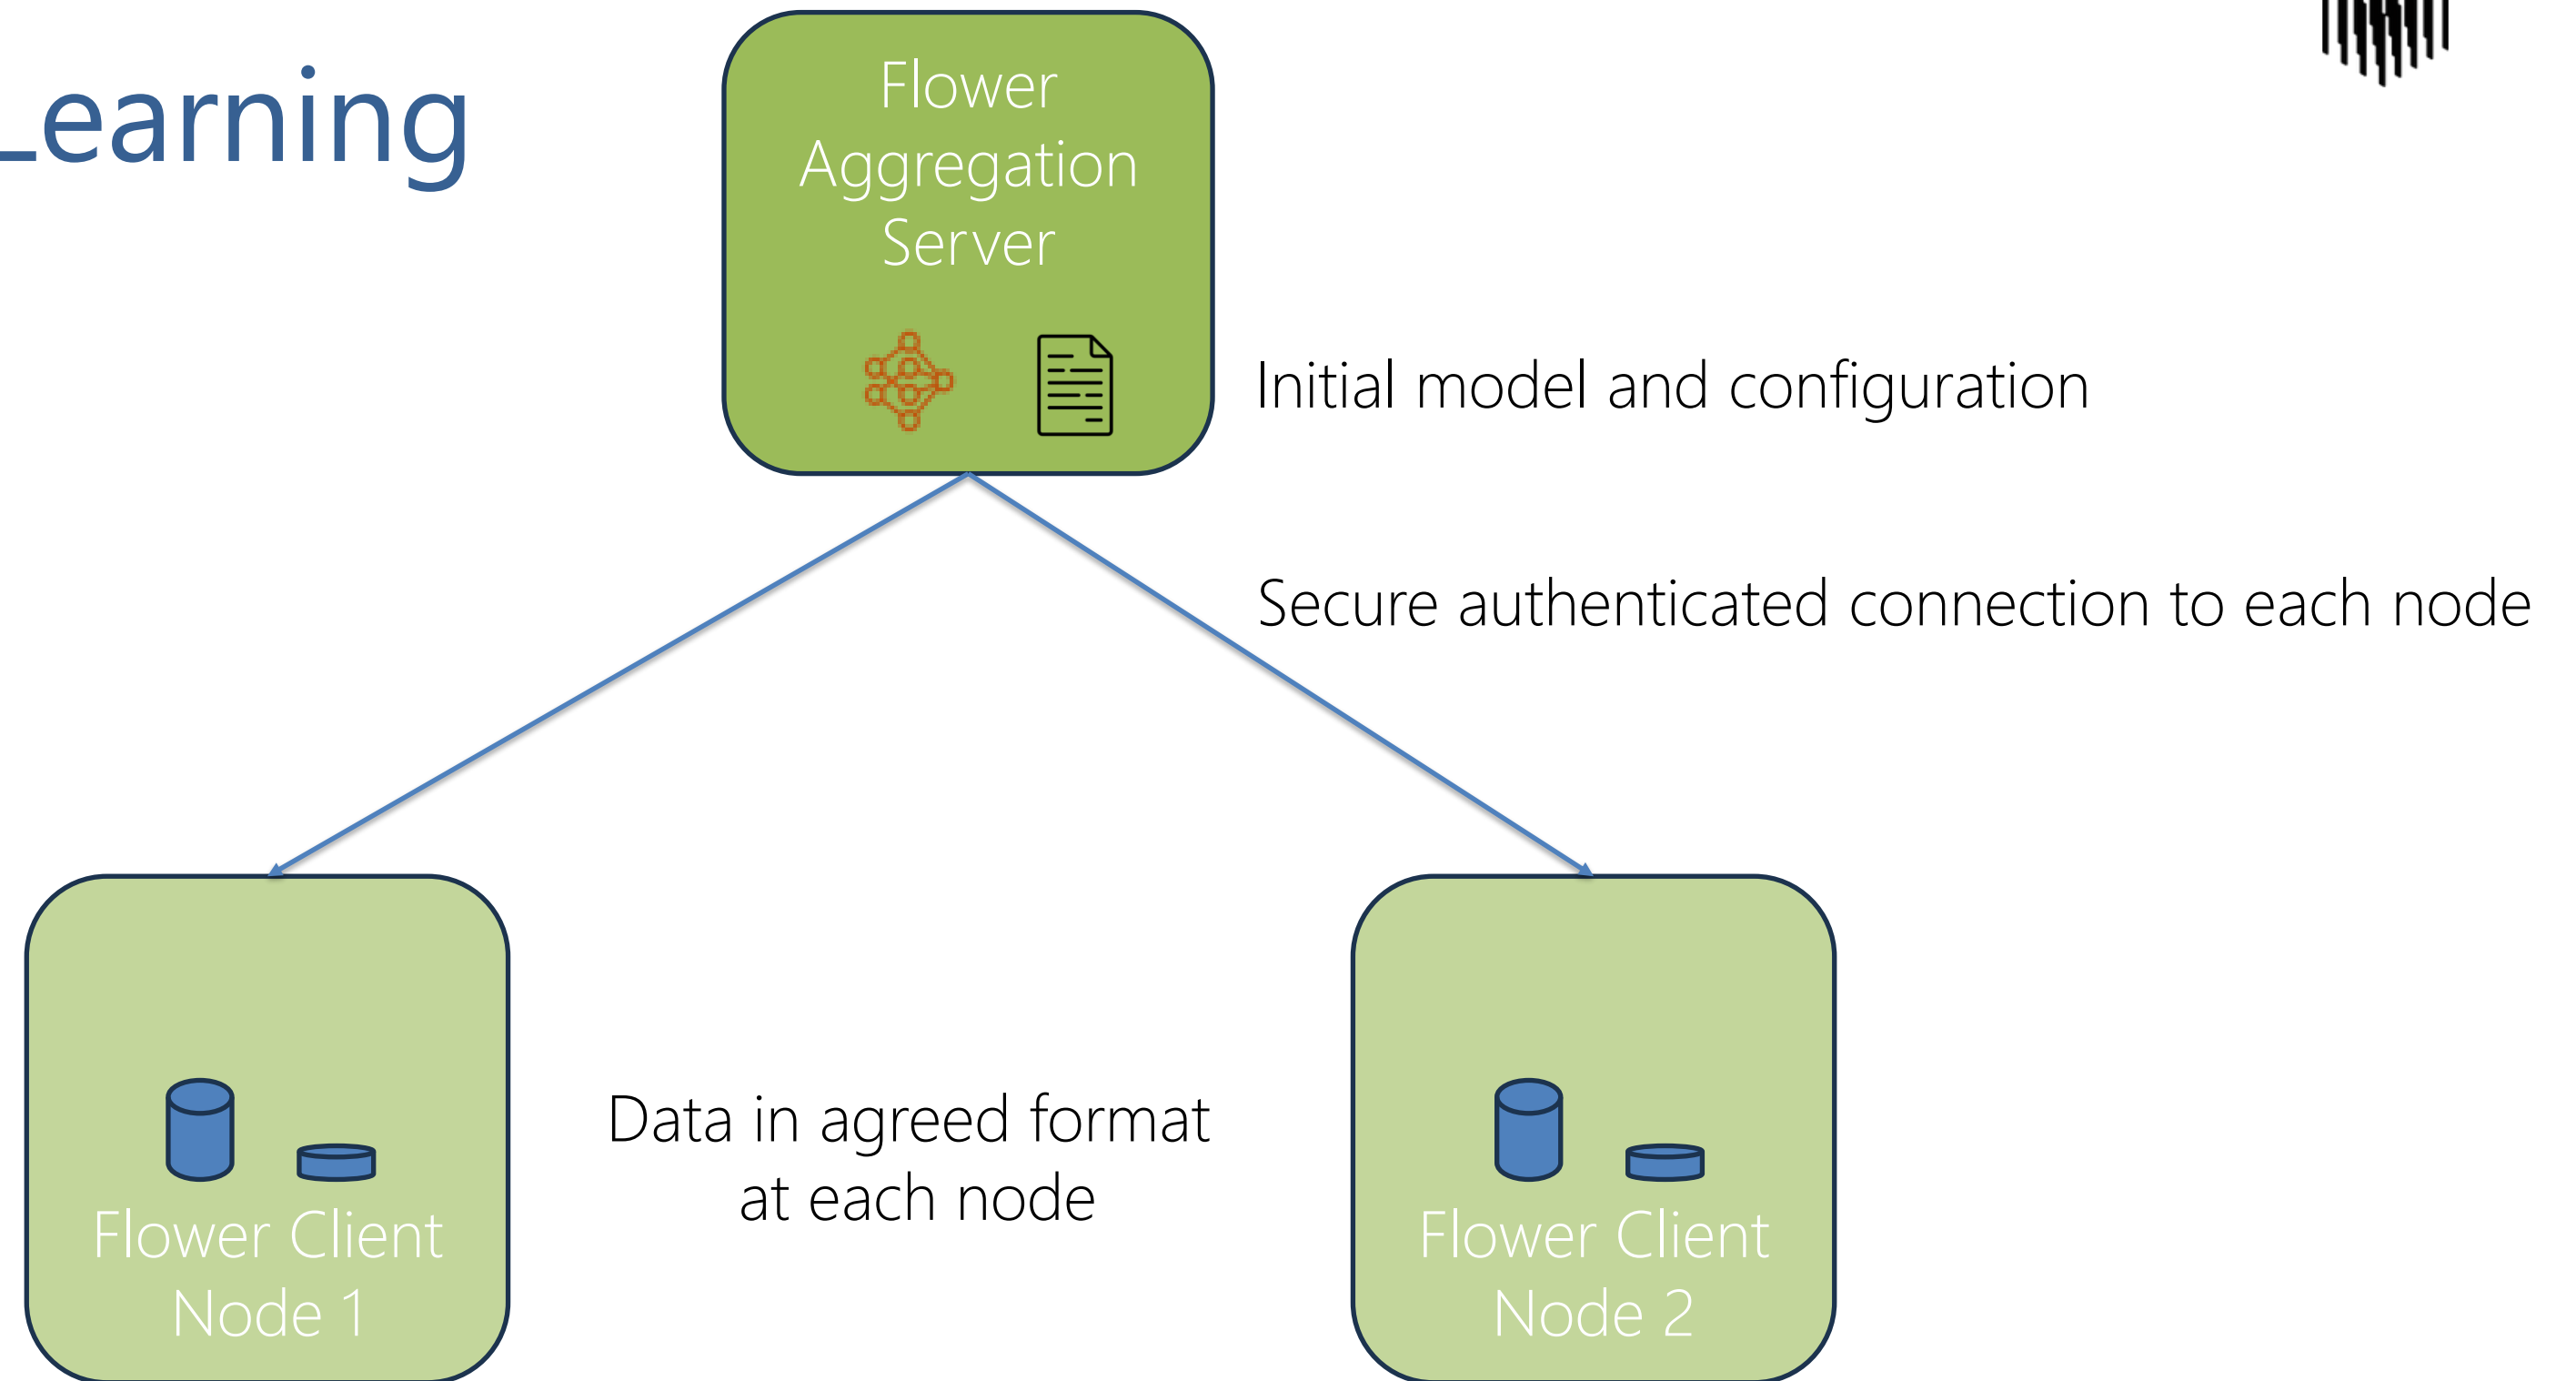 Learning
Flower
Aggregation
Server
Initial model and configuration
Secure authenticated connection to each node
Data in agreed format
at each node
Flower Client
Node 1
Flower Client
Node 2